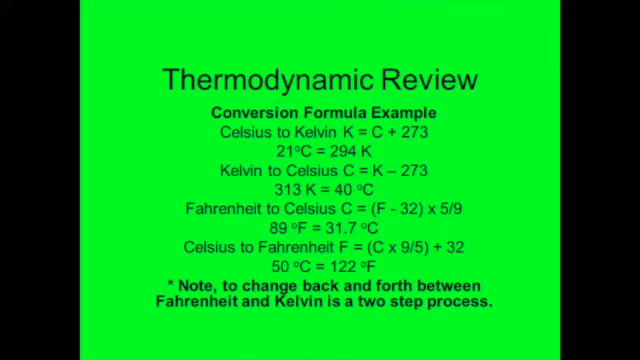 Thermodynamic Review
Conversion Formula Example
Celsius to Kelvin K = C + 273
21ᵒC = 294 K
Kelvin to Celsius C = K – 273
313 K = 40 ᵒC
Fahrenheit to Celsius C = (F - 32) x 5/9
89 ᵒF = 31.7 ᵒC
Celsius to Fahrenheit F = (C x 9/5) + 32
50 ᵒC = 122 ᵒF
* Note, to change back and forth between
Fahrenheit and Kelvin is a two step process.